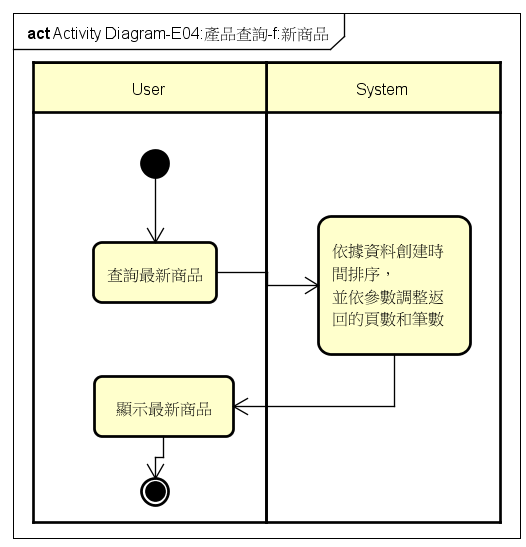 act Activity Diagram-E04:產品查詢-f:新商品
User
System
查詢最新商品
依據資料創建時
間排序，
並依參數調整返
回的頁數和筆數
顯示最新商品